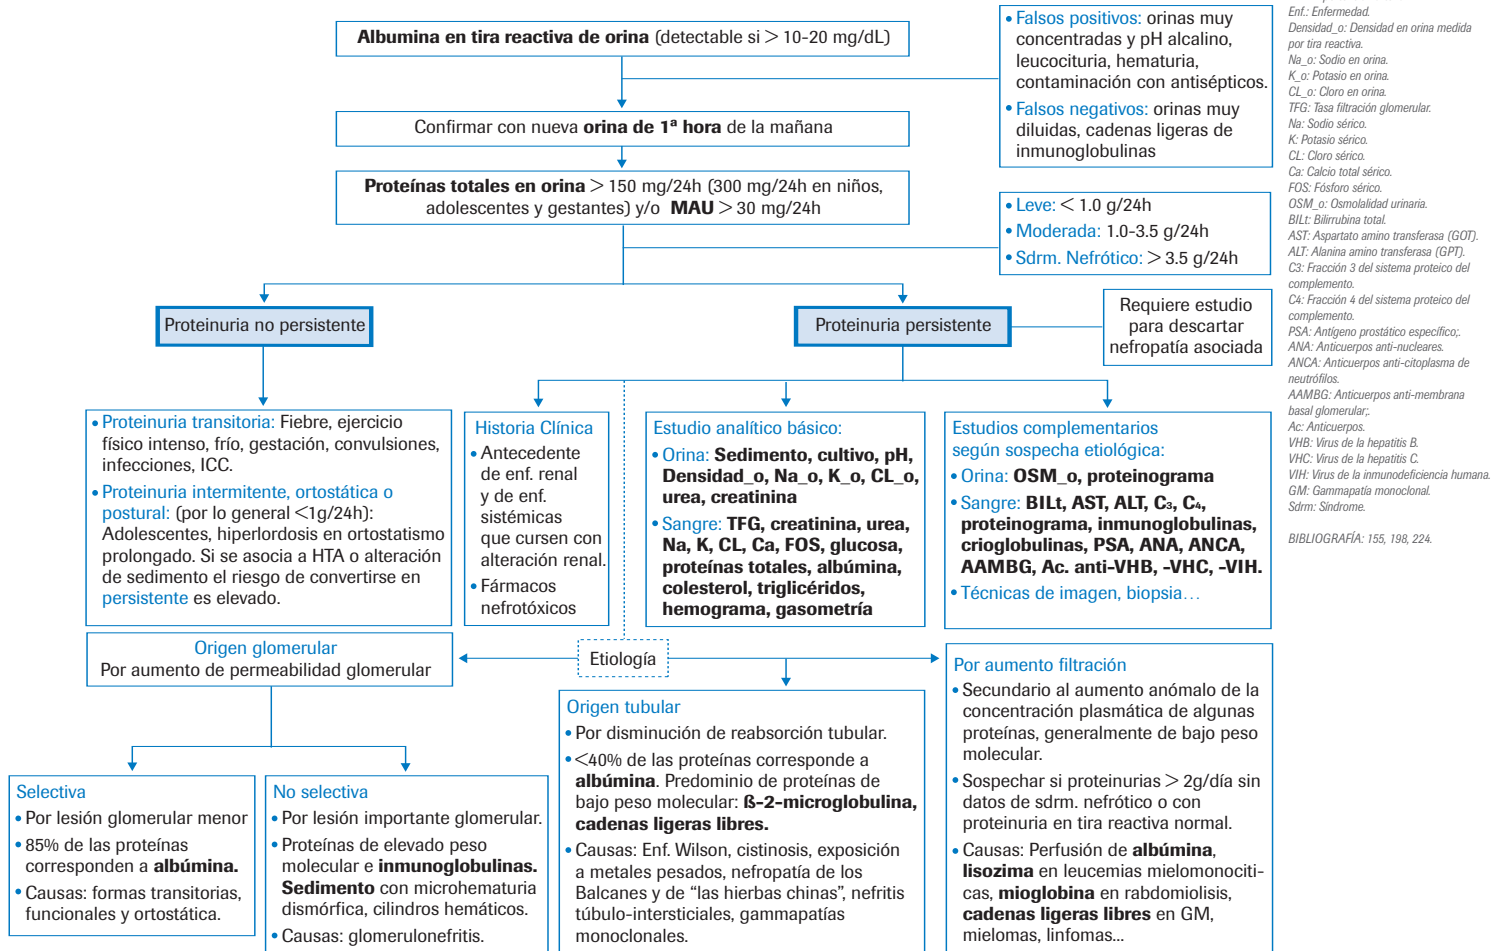 Albumina en tira reactiva de orina (detectable si > 10-20 mg/dL)
• Falsos positivos: orinas muy
concentradas y pH alcalino,
leucocituria, hematuria,
contaminación con antisépticos.
• Falsos negativos: orinas muy
diluidas, cadenas ligeras de
inmunoglobulinas
Confirmar con nueva orina de 1ª hora de la mañana
Proteínas totales en orina > 150 mg/24h (300 mg/24h en niños,
adolescentes y gestantes) y/o MAU > 30 mg/24h
• Leve: < 1.0 g/24h
• Moderada: 1.0-3.5 g/24h
• Sdrm. Nefrótico: > 3.5 g/24h
Proteinuria no persistente
Proteinuria persistente
Requiere estudio
para descartar
nefropatía asociada
• Proteinuria transitoria: Fiebre, ejercicio
físico intenso, frío, gestación, convulsiones,
infecciones, ICC.
• Proteinuria intermitente, ortostática o
postural: (por lo general <1g/24h):
Adolescentes, hiperlordosis en ortostatismo
prolongado. Si se asocia a HTA o alteración
de sedimento el riesgo de convertirse en
persistente es elevado.
Historia Clínica
• Antecedente
de enf. renal
y de enf.
sistémicas
que cursen con
alteración renal.
• Fármacos
nefrotóxicos
Estudio analítico básico:
• Orina: Sedimento, cultivo, pH,
Densidad_o, Na_o, K_o, CL_o,
urea, creatinina
• Sangre: TFG, creatinina, urea,
Na, K, CL, Ca, FOS, glucosa,
proteínas totales, albúmina,
colesterol, triglicéridos,
hemograma, gasometría
Estudios complementarios
según sospecha etiológica:
• Orina: OSM_o, proteinograma
• Sangre: BILt, AST, ALT, C₃, C₄,
proteinograma, inmunoglobulinas,
crioglobulinas, PSA, ANA, ANCA,
AAMBG, Ac. anti-VHB, -VHC, -VIH.
• Técnicas de imagen, biopsia…
Etiología
Origen glomerular
Por aumento de permeabilidad glomerular
Selectiva
• Por lesión glomerular menor
• 85% de las proteínas
corresponden a albúmina.
• Causas: formas transitorias,
funcionales y ortostática.
No selectiva
• Por lesión importante glomerular.
• Proteínas de elevado peso
molecular e inmunoglobulinas.
Sedimento con microhematuria
dismórfica, cilindros hemáticos.
• Causas: glomerulonefritis.
Origen tubular
• Por disminución de reabsorción tubular.
• <40% de las proteínas corresponde a
albúmina. Predominio de proteínas de
bajo peso molecular: ß-2-microglobulina,
cadenas ligeras libres.
• Causas: Enf. Wilson, cistinosis, exposición
a metales pesados, nefropatía de los
Balcanes y de “las hierbas chinas”, nefritis
túbulo-intersticiales, gammapatías
monoclonales.
Por aumento filtración
• Secundario al aumento anómalo de la
concentración plasmática de algunas
proteínas, generalmente de bajo peso
molecular.
• Sospechar si proteinurias > 2g/día sin
datos de sdrm. nefrótico o con
proteinuria en tira reactiva normal.
• Causas: Perfusión de albúmina,
lisozima en leucemias mielomonociti-
cas, mioglobina en rabdomiolisis,
cadenas ligeras libres en GM,
mielomas, linfomas...
Enf.: Enfermedad.
Densidad_o: Densidad en orina medida
por tira reactiva.
Na_o: Sodio en orina.
K_o: Potasio en orina.
CL_o: Cloro en orina.
TFG: Tasa filtración glomerular.
Na: Sodio sérico.
K: Potasio sérico.
CL: Cloro sérico.
Ca: Calcio total sérico.
FOS: Fósforo sérico.
OSM_o: Osmolalidad urinaria.
BILt: Bilirrubina total.
AST: Aspartato amino transferasa (GOT).
ALT: Alanina amino transferasa (GPT).
C3: Fracción 3 del sistema proteico del
complemento.
C4: Fracción 4 del sistema proteico del
complemento.
PSA: Antígeno prostático específico;.
ANA: Anticuerpos anti-nucleares.
ANCA: Anticuerpos anti-citoplasma de
neutrófilos.
AAMBG: Anticuerpos anti-membrana
basal glomerular;.
Ac: Anticuerpos.
VHB: Virus de la hepatitis B.
VHC: Virus de la hepatitis C.
VIH: Virus de la inmunodeficiencia humana.
GM: Gammapatía monoclonal.
Sdrm: Síndrome.
BIBLIOGRAFÍA: 155, 198, 224.